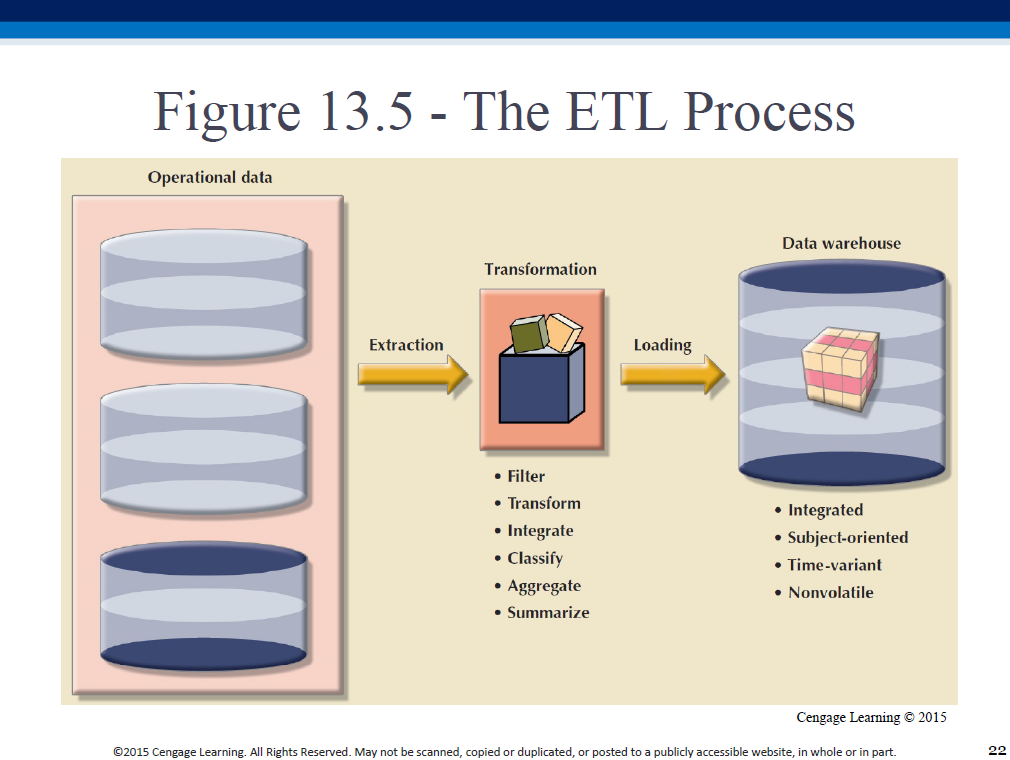 Figure 13.5 - The ETL Process
Operational data
Extraction
Transformation
• Filter
• Transform
• Integrate
• Classify
• Aggregate
• Summarize
Loading
Data warehouse
• Integrated
• Subject-oriented
• Time-variant
• Nonvolatile
Cengage Learning © 2015
©2015 Cengage Learning. All Rights Reserved. May not be scanned, copied or duplicated, or posted to a publicly accessible website, in whole or in part.
22